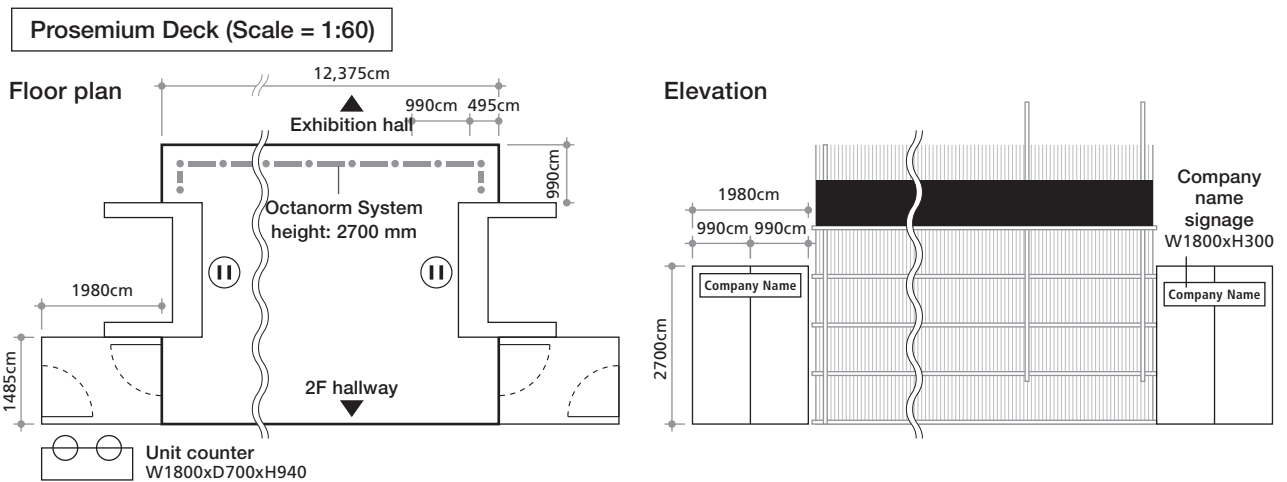 Prosemium Deck (Scale = 1:60)
Floor plan
12,375cm
990cm 495cm
Exhibition hall
990cm
Octanorm System
height: 2700 mm
1980cm
1485cm
2F hallway
Unit counter
W1800xD700xH940
Elevation
1980cm
990cm 990cm
Company Name
2700cm
Company
name
signage
W1800xH300
Company Name